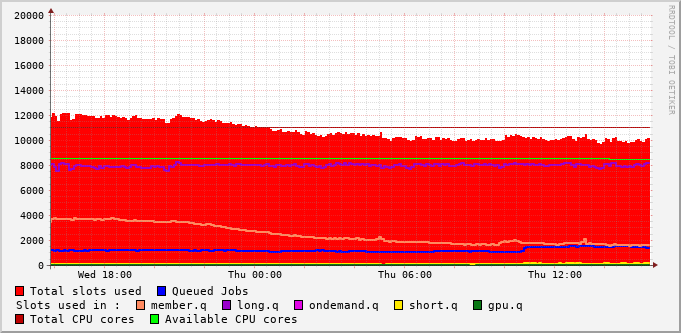 20000
18000
16000
14000
12000
10000
8000
6000
4000
2000
0
Wed 18:00 Thu 00:00 Thu 06:00 Thu 12:00
Total slots used Queued Jobs
Slots used in : member.q long.q ondemand.q short.q gpu.q
Total CPU cores Available CPU cores
RRDTOOL / TOBI OETIKER